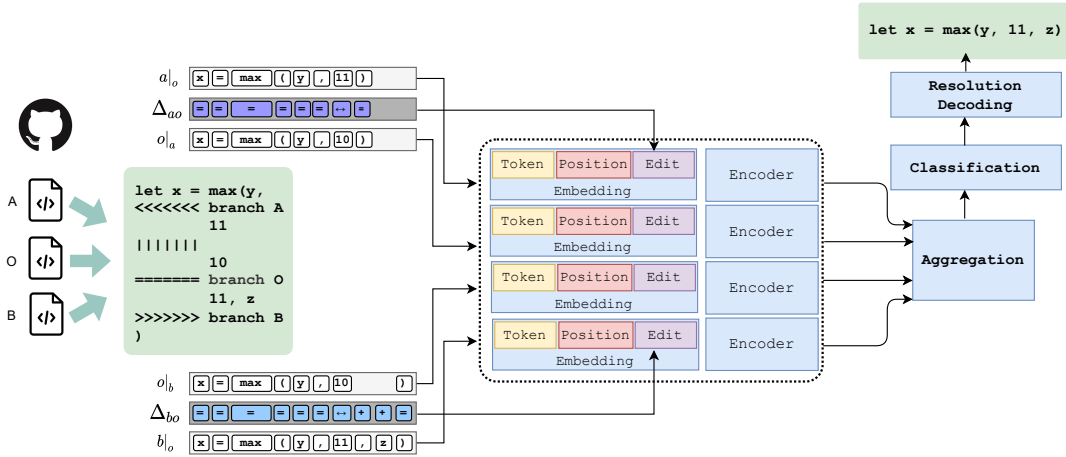 let x = max(y, 11, z)
Resolution
Decoding
Classification
Aggregation
a|ₒ x = max ( y , 11 )
Δₐₒ = = = = = = ↔ =
o|ₐ x = max ( y , 10 )
A
O
B
let x = max(y,
<<<<<<< branch A
11
|||||||
10
======= branch O
11, z
>>>>>>> branch B
)
Token Position Edit
Embedding
Encoder
Token Position Edit
Embedding
Encoder
Token Position Edit
Embedding
Encoder
Token Position Edit
Embedding
Encoder
o|_b x = max ( y , 10 )
Δ_bo = = = = = = ↔ + + =
b|ₒ x = max ( y , 11 , z )